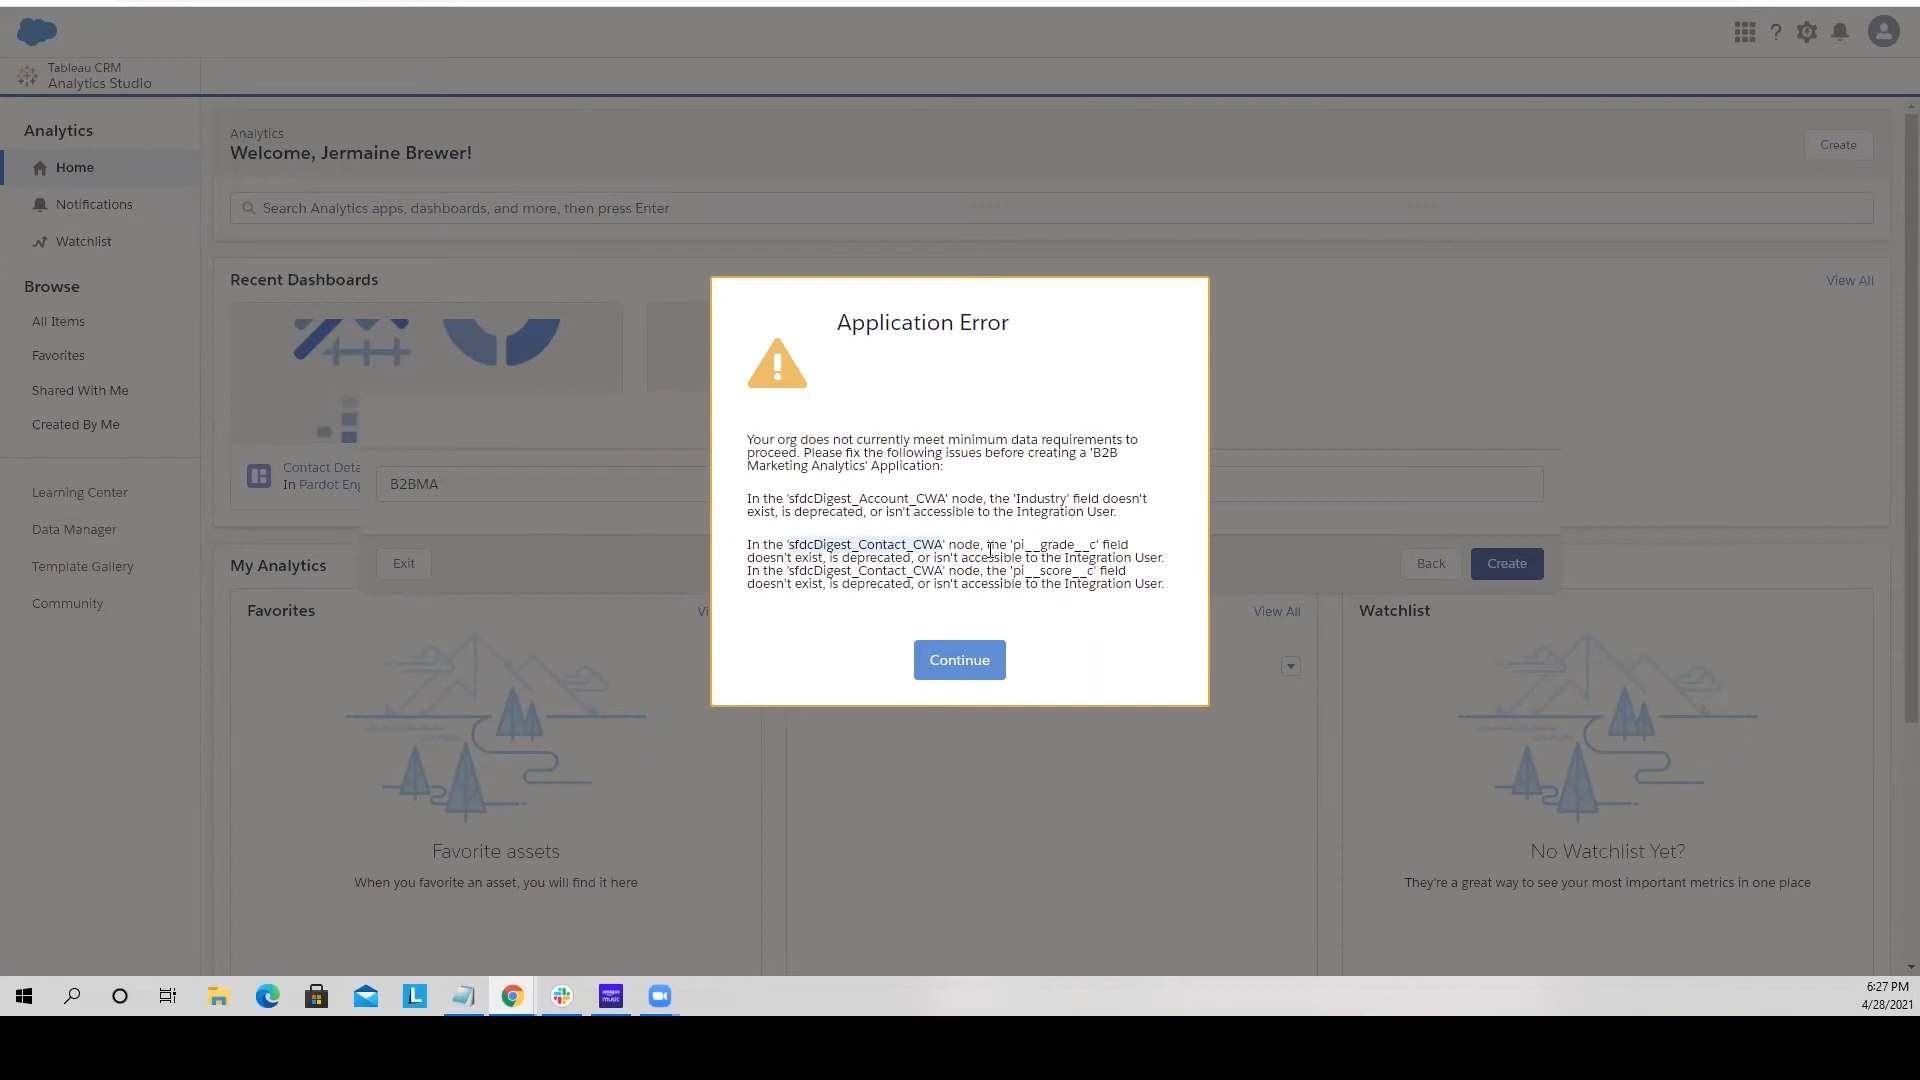 Tableau CRM
Analytics Studio
Analytics
Home
Notifications
Watchlist
Browse
All Items
Favorites
Shared With Me
Created By Me
Learning Center
Data Manager
Template Gallery
Community
Analytics
Welcome, Jermaine Brewer!
Create
Search Analytics apps, dashboards, and more, then press Enter
Recent Dashboards
View All
Contact Deta
In Pardot Eng
B2BMA
Exit
Back
Create
Application Error
Your org does not currently meet minimum data requirements to
proceed. Please fix the following issues before creating a 'B2B
Marketing Analytics' Application:
In the 'sfdcDigest_Account_CWA' node, the 'Industry' field doesn't
exist, is deprecated, or isn't accessible to the Integration User.
In the 'sfdcDigest_Contact_CWA' node, the 'pi__grade__c' field
doesn't exist, is deprecated, or isn't accessible to the Integration User.
In the 'sfdcDigest_Contact_CWA' node, the 'pi__score__c' field
doesn't exist, is deprecated, or isn't accessible to the Integration User.
Continue
My Analytics
Favorites
Vi
View All
Watchlist
Favorite assets
When you favorite an asset, you will find it here
No Watchlist Yet?
They're a great way to see your most important metrics in one place
L
amazon music
6:27 PM
4/28/2021